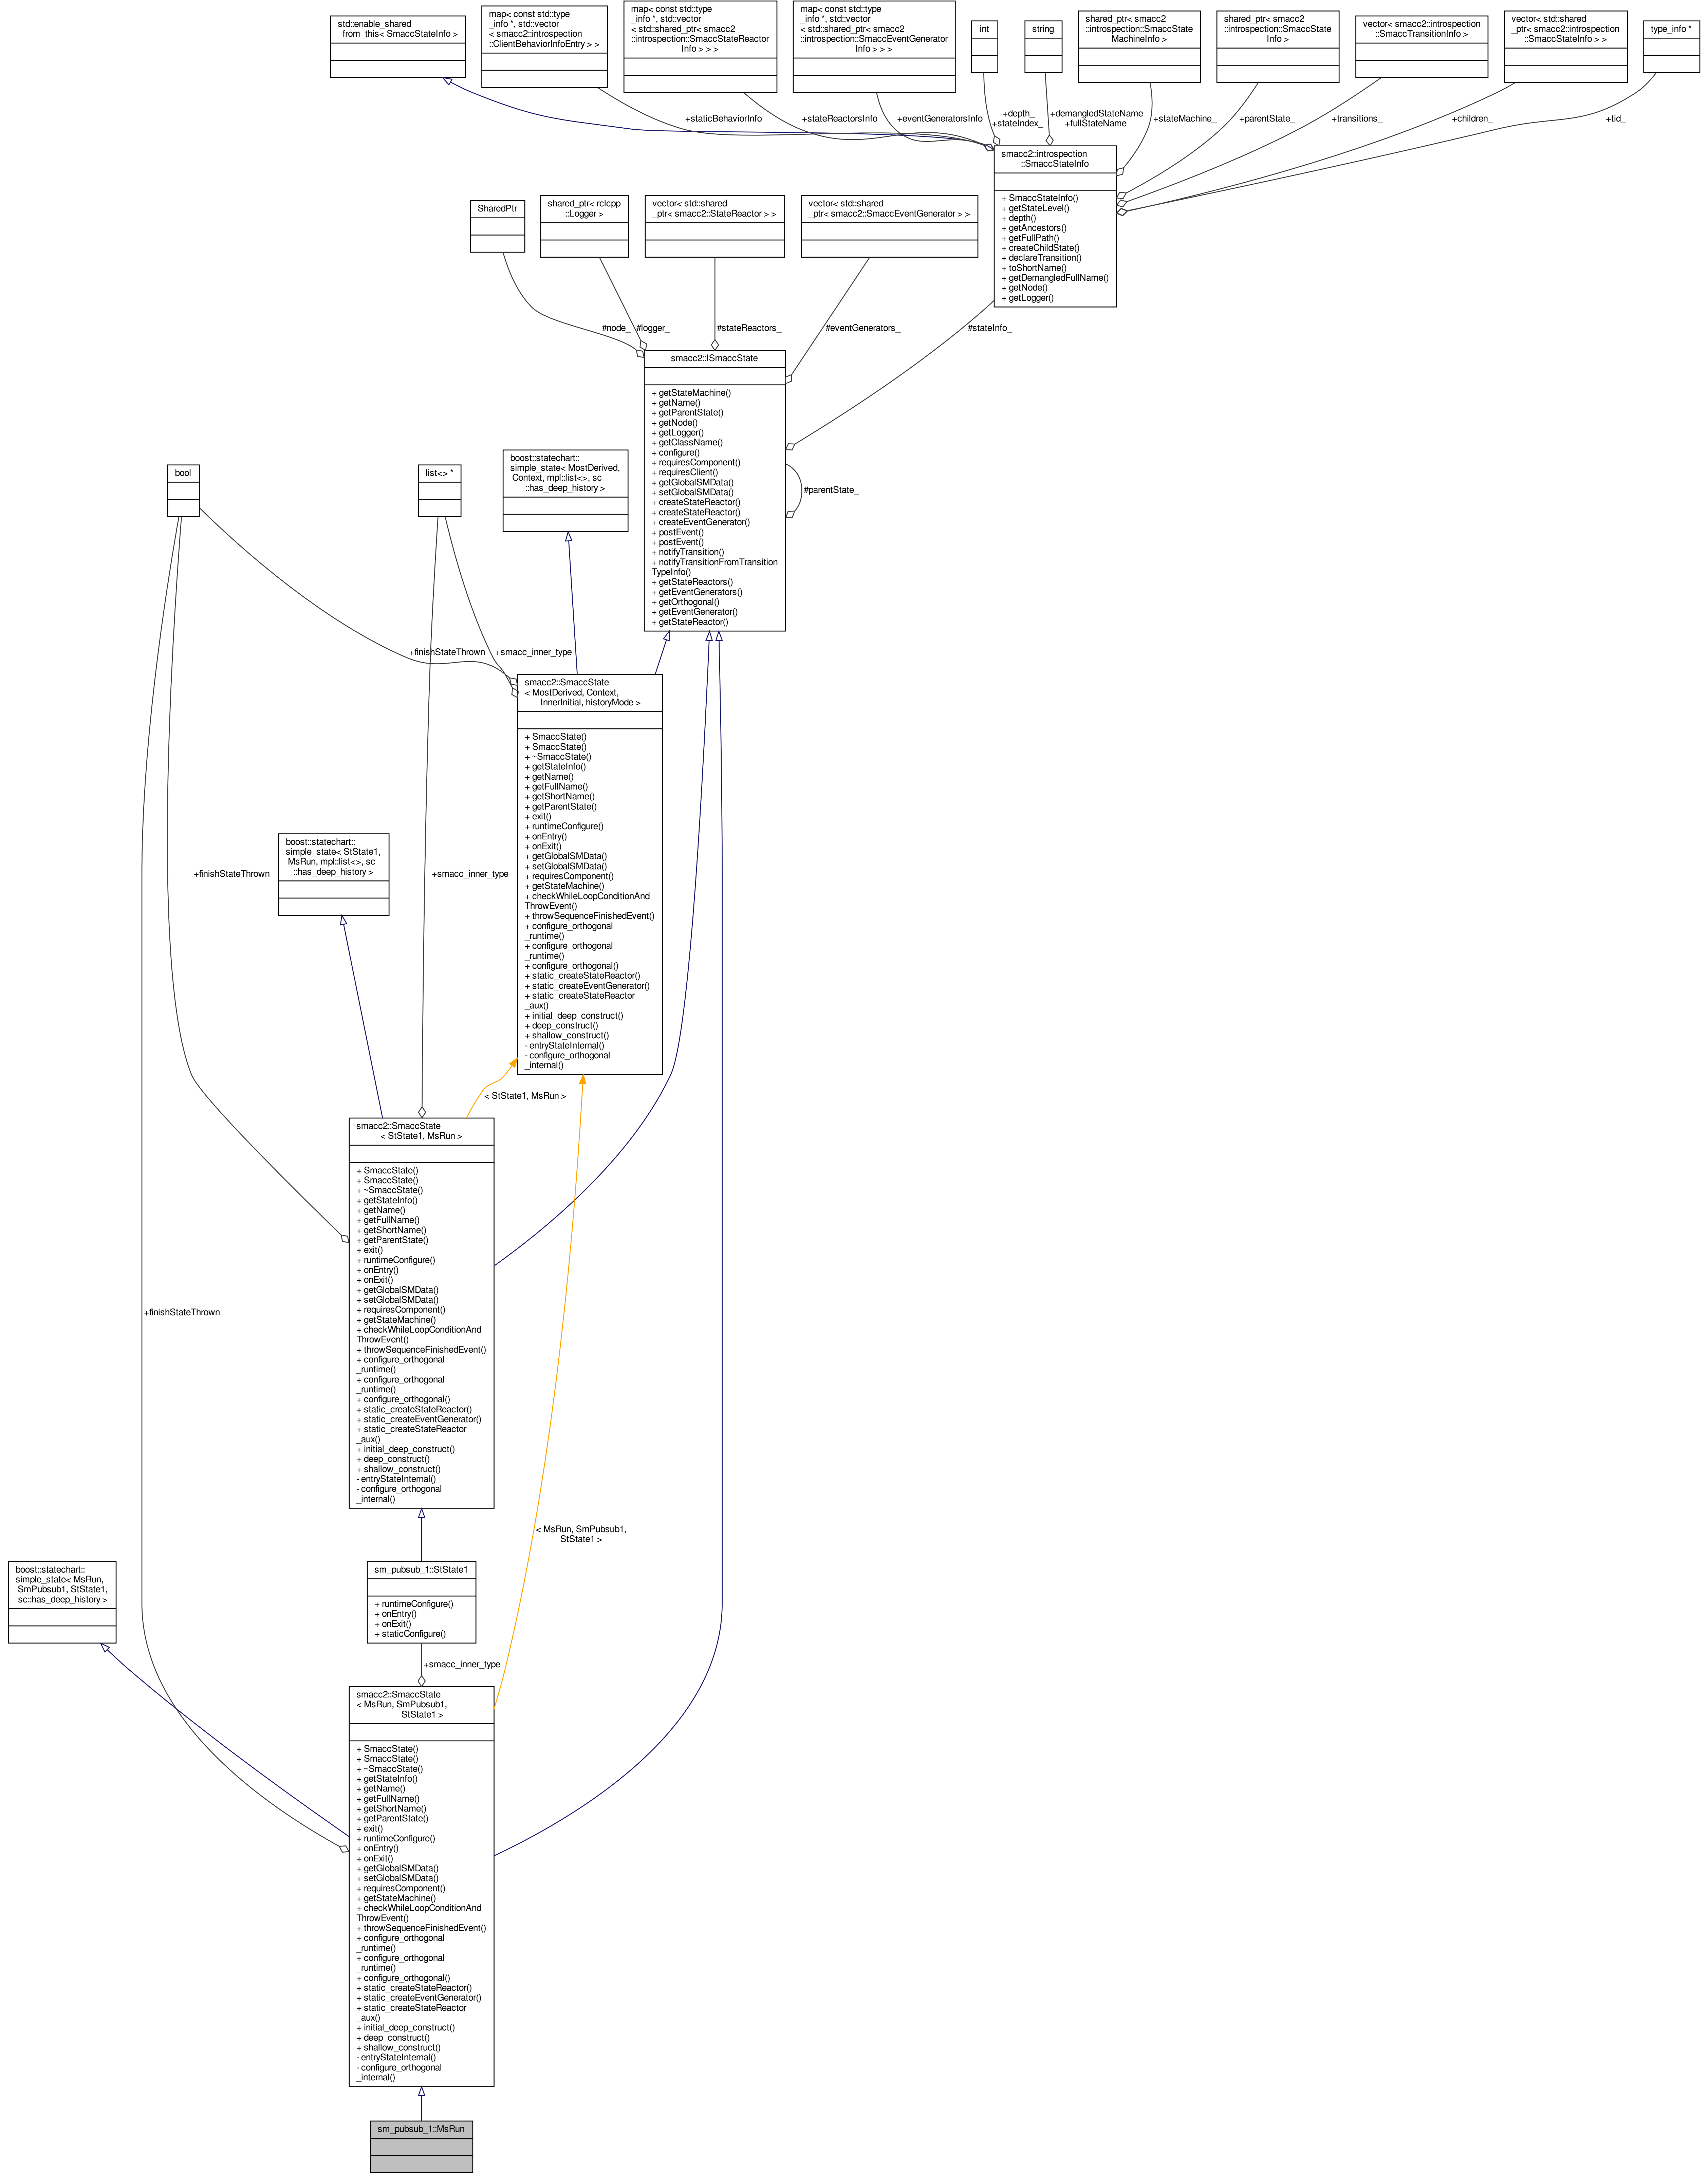 std::enable_shared
_from_this< SmaccStateInfo >
map< const std::type
_info *, std::vector
< smacc2::introspection
::ClientBehaviorInfoEntry > >
map< const std::type
_info *, std::vector
< std::shared_ptr< smacc2
::introspection::SmaccStateReactor
Info > > >
map< const std::type
_info *, std::vector
< std::shared_ptr< smacc2
::introspection::SmaccEventGenerator
Info > > >
int
string
shared_ptr< smacc2
::introspection::SmaccState
MachineInfo >
shared_ptr< smacc2
::introspection::SmaccState
Info >
vector< smacc2::introspection
::SmaccTransitionInfo >
vector< std::shared
_ptr< smacc2::introspection
::SmaccStateInfo > >
type_info *
+staticBehaviorInfo
+stateReactorsInfo
+eventGeneratorsInfo
+depth_
+stateIndex_
+demangledStateName
+fullStateName
+stateMachine_
+parentState_
+transitions_
+children_
+tid_
smacc2::introspection
::SmaccStateInfo
+ SmaccStateInfo()
+ getStateLevel()
+ depth()
+ getAncestors()
+ getFullPath()
+ createChildState()
+ declareTransition()
+ toShortName()
+ getDemangledFullName()
+ getNode()
+ getLogger()
SharedPtr
shared_ptr< rclcpp
::Logger >
vector< std::shared
_ptr< smacc2::StateReactor > >
vector< std::shared
_ptr< smacc2::SmaccEventGenerator > >
#node_
#logger_
#stateReactors_
#eventGenerators_
#stateInfo_
smacc2::ISmaccState
+ getStateMachine()
+ getName()
+ getParentState()
+ getNode()
+ getLogger()
+ getClassName()
+ configure()
+ requiresComponent()
+ requiresClient()
+ getGlobalSMData()
+ setGlobalSMData()
+ createStateReactor()
+ createStateReactor()
+ createEventGenerator()
+ postEvent()
+ postEvent()
+ notifyTransition()
+ notifyTransitionFromTransition
TypeInfo()
+ getStateReactors()
+ getEventGenerators()
+ getOrthogonal()
+ getEventGenerator()
+ getStateReactor()
#parentState_
bool
list<> *
boost::statechart::
simple_state< MostDerived,
Context, mpl::list<>, sc
::has_deep_history >
+finishStateThrown
+smacc_inner_type
smacc2::SmaccState
< MostDerived, Context,
InnerInitial, historyMode >
+ SmaccState()
+ SmaccState()
+ ~SmaccState()
+ getStateInfo()
+ getName()
+ getFullName()
+ getShortName()
+ getParentState()
+ exit()
+ runtimeConfigure()
+ onEntry()
+ onExit()
+ getGlobalSMData()
+ setGlobalSMData()
+ requiresComponent()
+ getStateMachine()
+ checkWhileLoopConditionAnd
ThrowEvent()
+ throwSequenceFinishedEvent()
+ configure_orthogonal
_runtime()
+ configure_orthogonal
_runtime()
+ configure_orthogonal()
+ static_createStateReactor()
+ static_createEventGenerator()
+ static_createStateReactor
_aux()
+ initial_deep_construct()
+ deep_construct()
+ shallow_construct()
- entryStateInternal()
- configure_orthogonal
_internal()
boost::statechart::
simple_state< StState1,
MsRun, mpl::list<>, sc
::has_deep_history >
+finishStateThrown
+smacc_inner_type
< StState1, MsRun >
smacc2::SmaccState
< StState1, MsRun >
+ SmaccState()
+ SmaccState()
+ ~SmaccState()
+ getStateInfo()
+ getName()
+ getFullName()
+ getShortName()
+ getParentState()
+ exit()
+ runtimeConfigure()
+ onEntry()
+ onExit()
+ getGlobalSMData()
+ setGlobalSMData()
+ requiresComponent()
+ getStateMachine()
+ checkWhileLoopConditionAnd
ThrowEvent()
+ throwSequenceFinishedEvent()
+ configure_orthogonal
_runtime()
+ configure_orthogonal
_runtime()
+ configure_orthogonal()
+ static_createStateReactor()
+ static_createEventGenerator()
+ static_createStateReactor
_aux()
+ initial_deep_construct()
+ deep_construct()
+ shallow_construct()
- entryStateInternal()
- configure_orthogonal
_internal()
+finishStateThrown
< MsRun, SmPubsub1,
StState1 >
boost::statechart::
simple_state< MsRun,
SmPubsub1, StState1,
sc::has_deep_history >
sm_pubsub_1::StState1
+ runtimeConfigure()
+ onEntry()
+ onExit()
+ staticConfigure()
+smacc_inner_type
smacc2::SmaccState
< MsRun, SmPubsub1,
StState1 >
+ SmaccState()
+ SmaccState()
+ ~SmaccState()
+ getStateInfo()
+ getName()
+ getFullName()
+ getShortName()
+ getParentState()
+ exit()
+ runtimeConfigure()
+ onEntry()
+ onExit()
+ getGlobalSMData()
+ setGlobalSMData()
+ requiresComponent()
+ getStateMachine()
+ checkWhileLoopConditionAnd
ThrowEvent()
+ throwSequenceFinishedEvent()
+ configure_orthogonal
_runtime()
+ configure_orthogonal
_runtime()
+ configure_orthogonal()
+ static_createStateReactor()
+ static_createEventGenerator()
+ static_createStateReactor
_aux()
+ initial_deep_construct()
+ deep_construct()
+ shallow_construct()
- entryStateInternal()
- configure_orthogonal
_internal()
sm_pubsub_1::MsRun